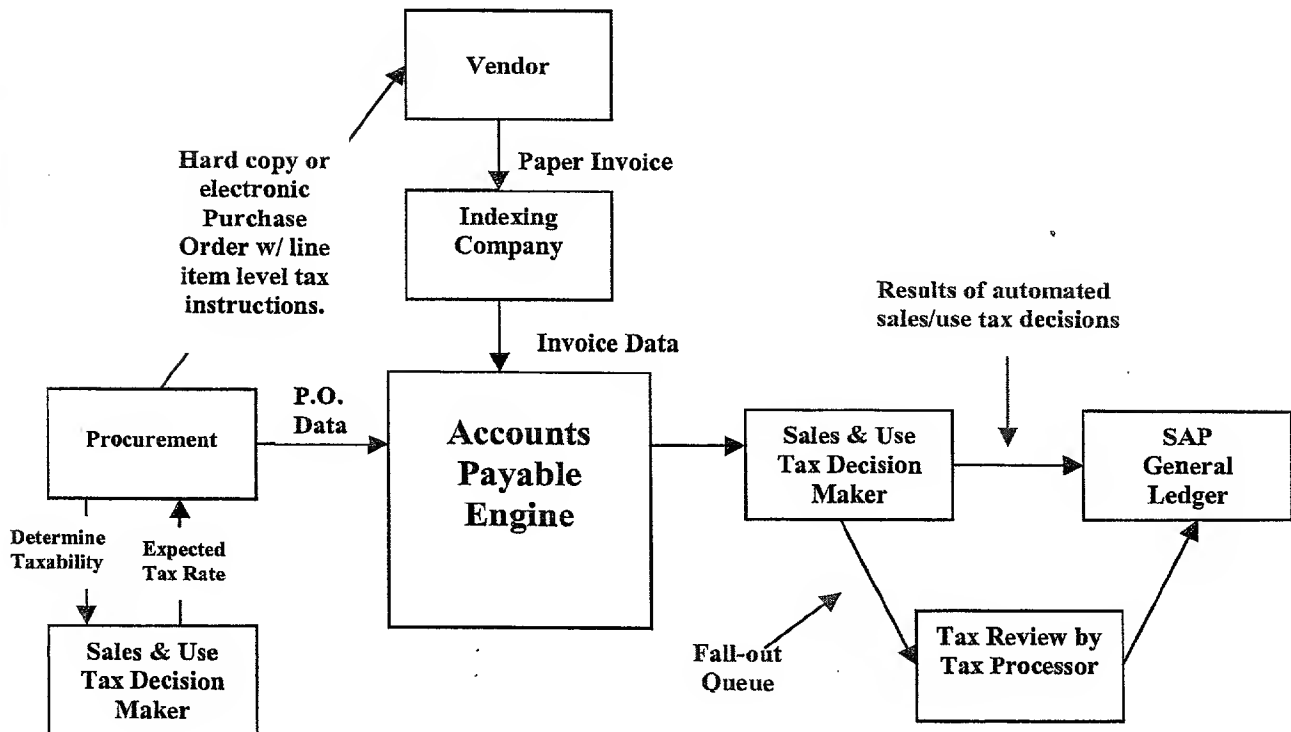 Vendor
Hard copy or
electronic
Purchase
Order w/ line
item level tax
instructions.
Paper Invoice
Indexing
Company
Invoice Data
Results of automated
sales/use tax decisions
Procurement
P.O.
Data
Accounts
Payable
Engine
Sales & Use
Tax Decision
Maker
SAP
General
Ledger
Determine
Taxability
Expected
Tax Rate
Sales & Use
Tax Decision
Maker
Fall-out
Queue
Tax Review by
Tax Processor